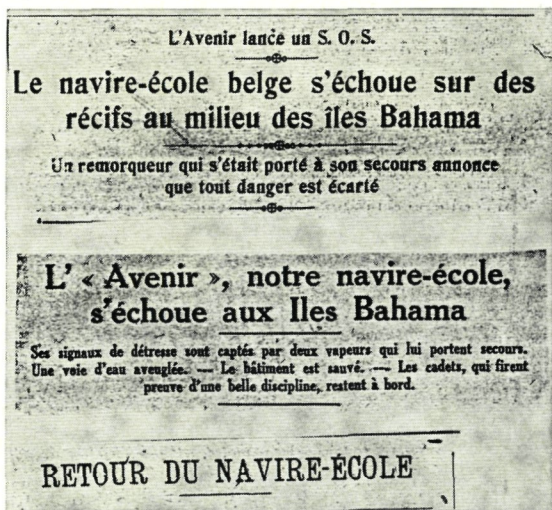 L'Avenir lance un S. O. S.
Le navire-école belge s'échoue sur des
récifs au milieu des îles Bahama
Un remorqueur qui s'était porté à son secours annonce
que tout danger est écarté
L' « Avenir », notre navire-école,
s'échoue aux Iles Bahama
Ses signaux de détresse sont captés par deux vapeurs qui lui portent secours.
Une voie d'eau aveuglée. — Le bâtiment est sauvé. — Les cadets, qui firent
preuve d'une belle discipline, restent à bord.
RETOUR DU NAVIRE-ÉCOLE